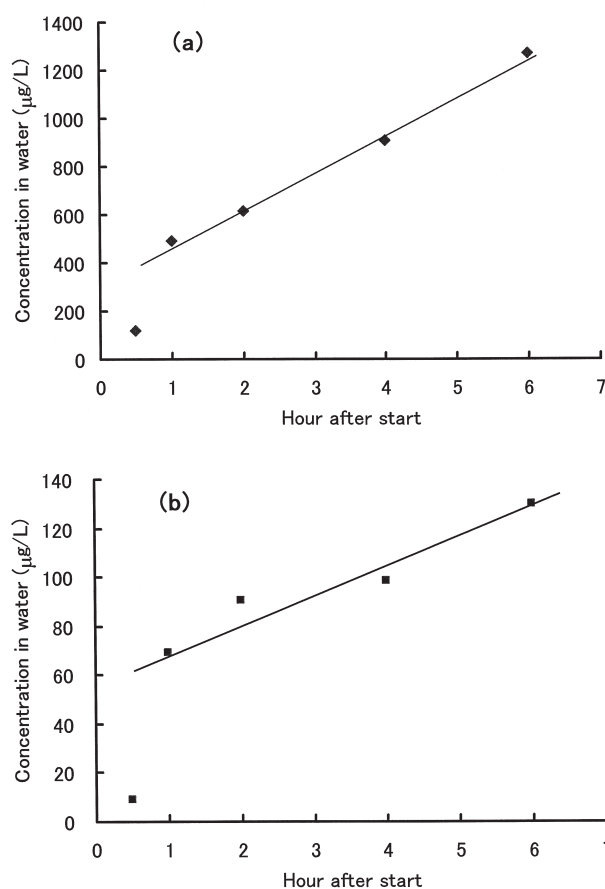 (a)
Concentration in water (μg/L)
1400
1200
1000
800
600
400
200
0
0 1 2 3 4 5 6 7
Hour after start
(b)
Concentration in water (μg/L)
140
120
100
80
60
40
20
0
0 1 2 3 4 5 6
Hour after start